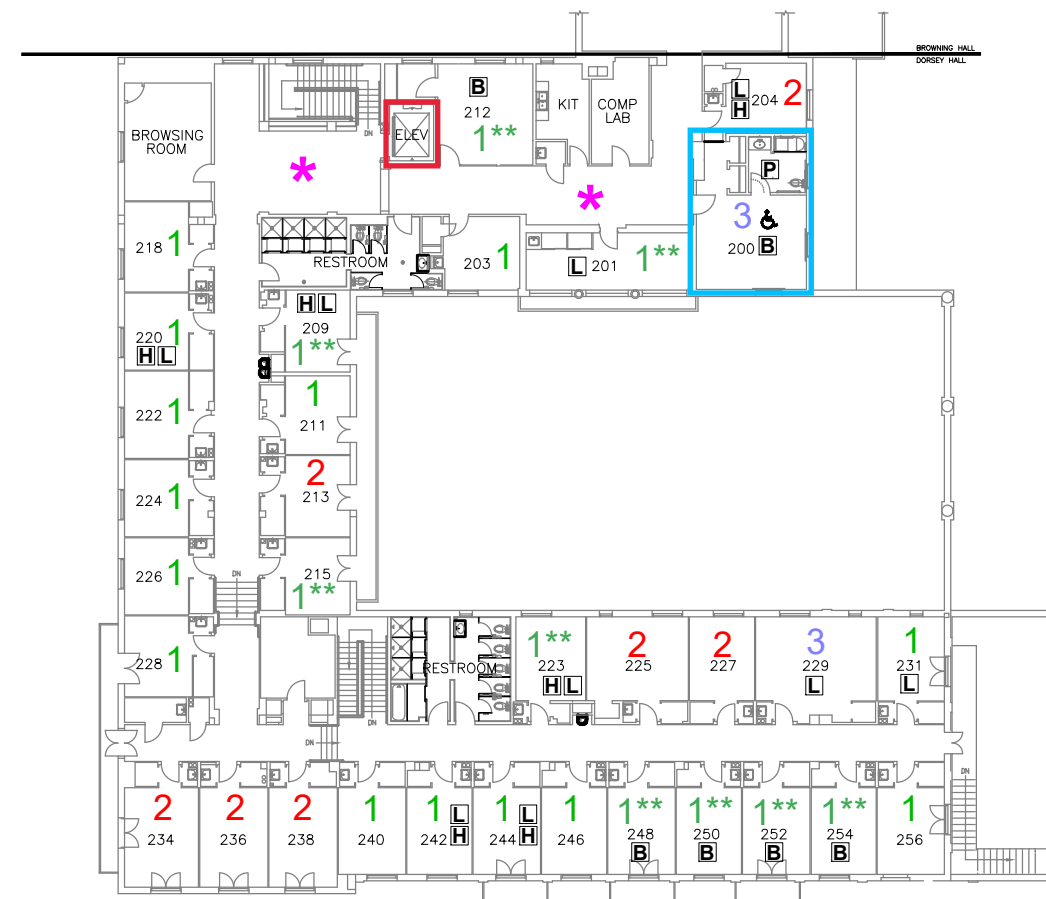 BROWNING HALL
DORSEY HALL
B
212
1**
ELEV
KIT
COMP
LAB
L
H
204
2
DN
BROWSING
ROOM
*
*
P
3
200 B
218 1
RESTROOM
203 1
L 201 1**
H L
209
1**
220 1
H L
222 1
1
211
224 1
2
213
226 1
DN
215
1**
228 1
RESTROOM
1**
223
H L
2
225
2
227
3
229
L
1
231
L
DN
DN
DN
2
234
2
236
2
238
1
240
1
242
L
H
1
244
L
H
1
246
1**
248
B
1**
250
B
1**
252
B
1**
254
B
1
256